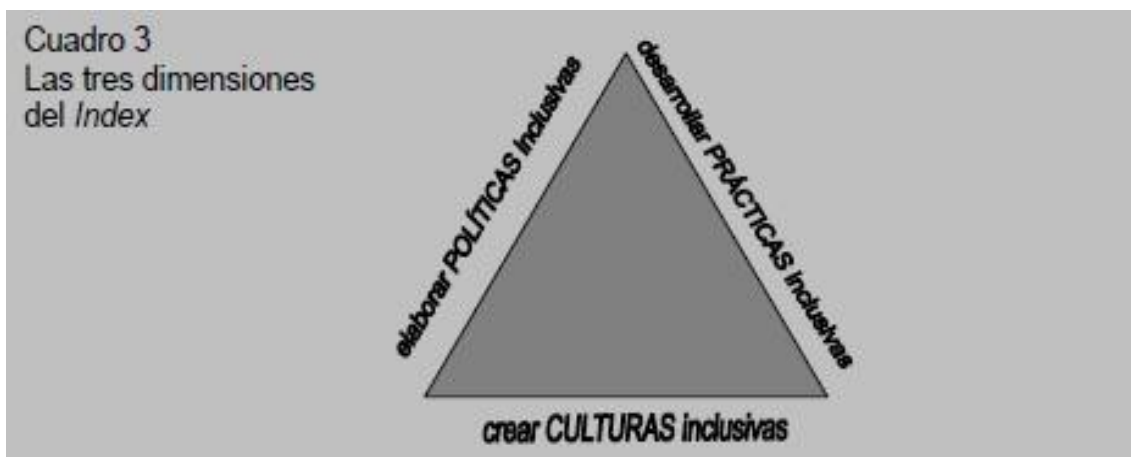 Cuadro 3
Las tres dimensiones
del Index
elaborar POLÍTICAS inclusivas
desarrollar PRÁCTICAS inclusivas
crear CULTURAS inclusivas